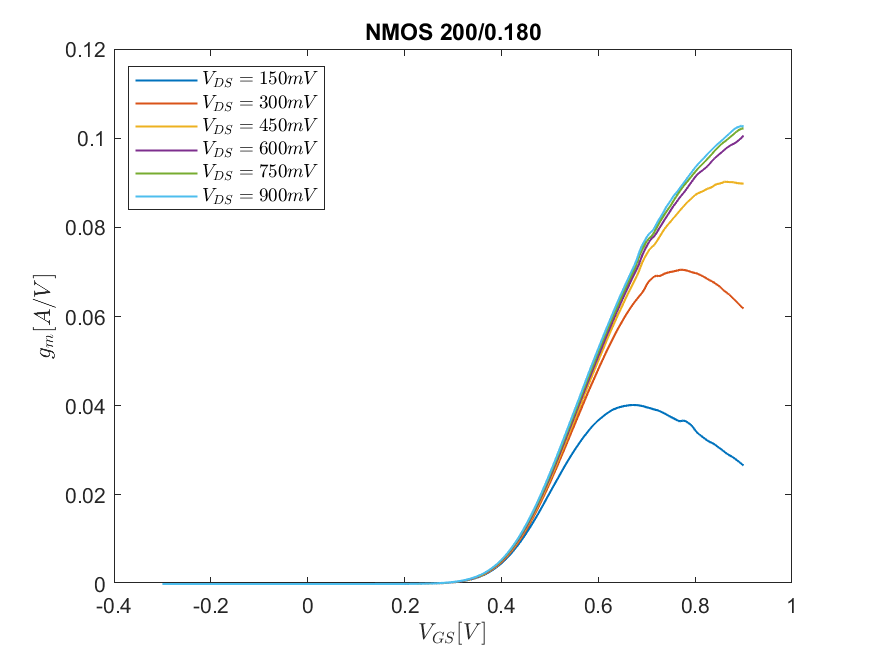 NMOS 200/0.180
0.12
0.1
0.08
0.06
0.04
0.02
0
g_m[A/V]
V_DS = 150mV
V_DS = 300mV
V_DS = 450mV
V_DS = 600mV
V_DS = 750mV
V_DS = 900mV
-0.4 -0.2 0 0.2 0.4 0.6 0.8 1
V_GS[V]